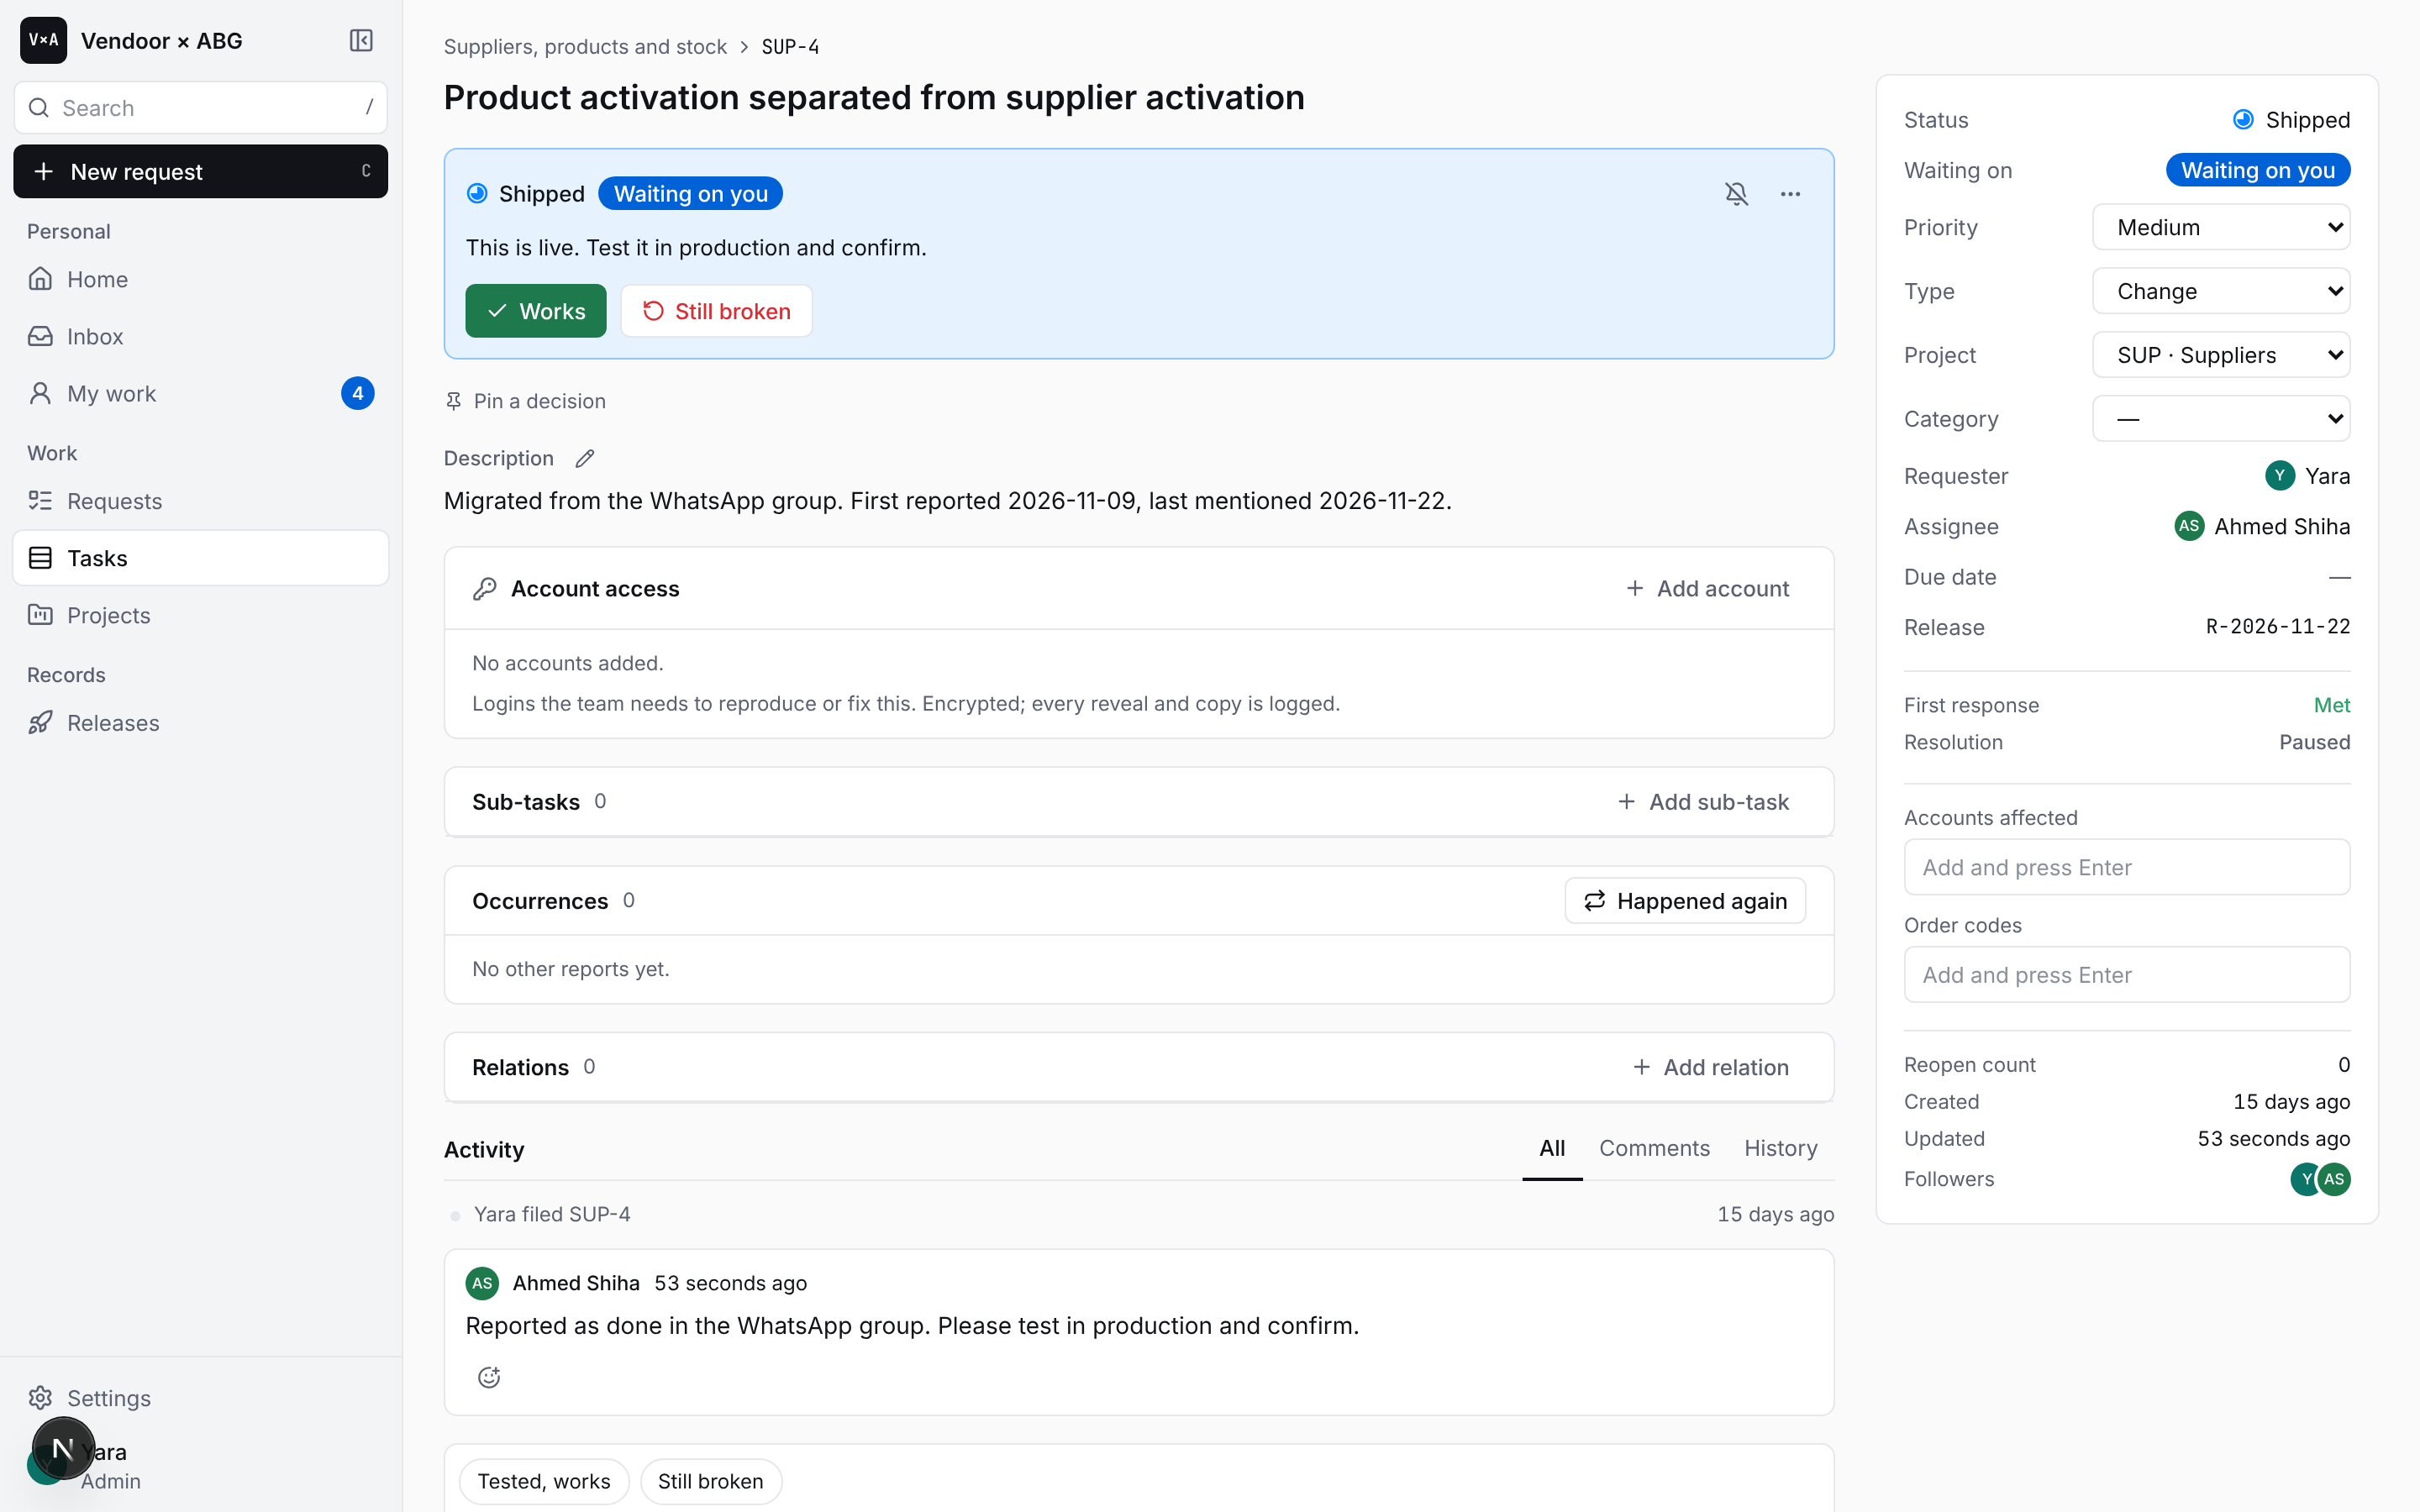 V×A Vendoor × ABG
Search /
New request C
Personal
Home
Inbox
My work 4
Work
Requests
Tasks
Projects
Records
Releases
Settings
N
Admin
Suppliers, products and stock > SUP-4
Product activation separated from supplier activation
Shipped Waiting on you
This is live. Test it in production and confirm.
Works Still broken
Pin a decision
Description
Migrated from the WhatsApp group. First reported 2026-11-09, last mentioned 2026-11-22.
Account access + Add account
No accounts added.
Logins the team needs to reproduce or fix this. Encrypted; every reveal and copy is logged.
Sub-tasks 0 + Add sub-task
Occurrences 0 Happened again
No other reports yet.
Relations 0 + Add relation
Activity All Comments History
Yara filed SUP-4 15 days ago
AS Ahmed Shiha 53 seconds ago
Reported as done in the WhatsApp group. Please test in production and confirm.
Tested, works Still broken
Status Shipped
Waiting on Waiting on you
Priority Medium
Type Change
Project SUP · Suppliers
Category —
Requester Y Yara
Assignee AS Ahmed Shiha
Due date —
Release R-2026-11-22
First response Met
Resolution Paused
Accounts affected
Add and press Enter
Order codes
Add and press Enter
Reopen count 0
Created 15 days ago
Updated 53 seconds ago
Followers Y AS